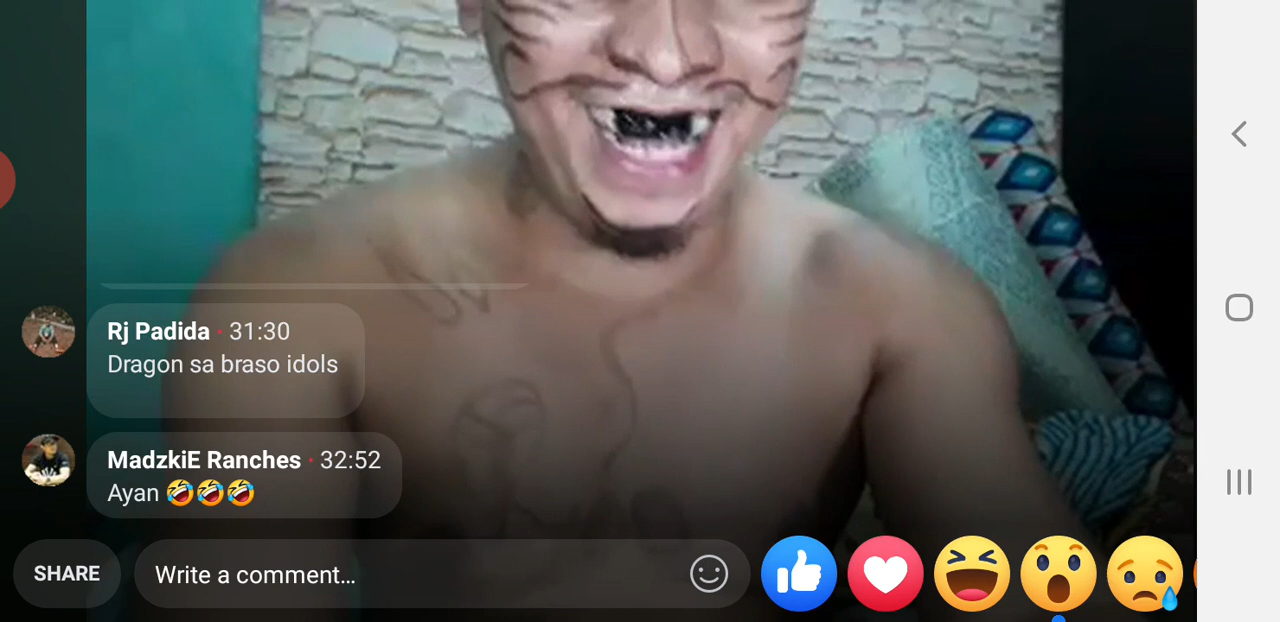 Rj Padida • 31:30
Dragon sa braso idols
MadzkiE Ranches • 32:52
Ayan 🤣🤣🤣
SHARE
Write a comment...